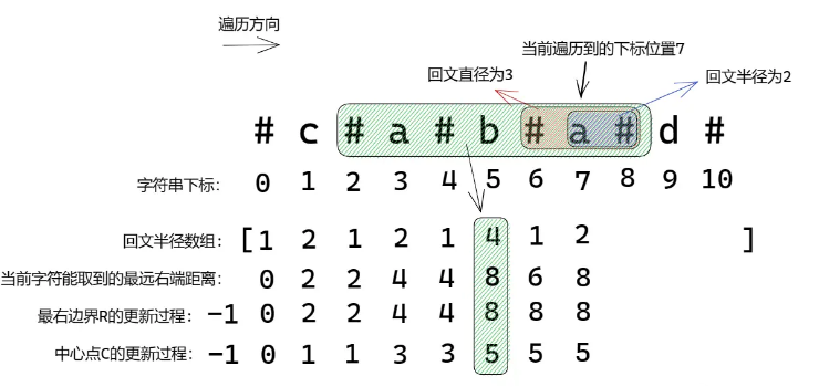 遍历方向
当前遍历到的下标位置7
回文直径为3
回文半径为2
# c # a # b # a # d #
字符串下标: 0 1 2 3 4 5 6 7 8 9 10
回文半径数组: [ 1 2 1 2 1 4 1 2 ]
当前字符能取到的最远右端距离: 0 2 2 4 4 8 6 8
最右边界R的更新过程: -1 0 2 2 4 4 8 8 8
中心点C的更新过程: -1 0 1 1 3 3 5 5 5